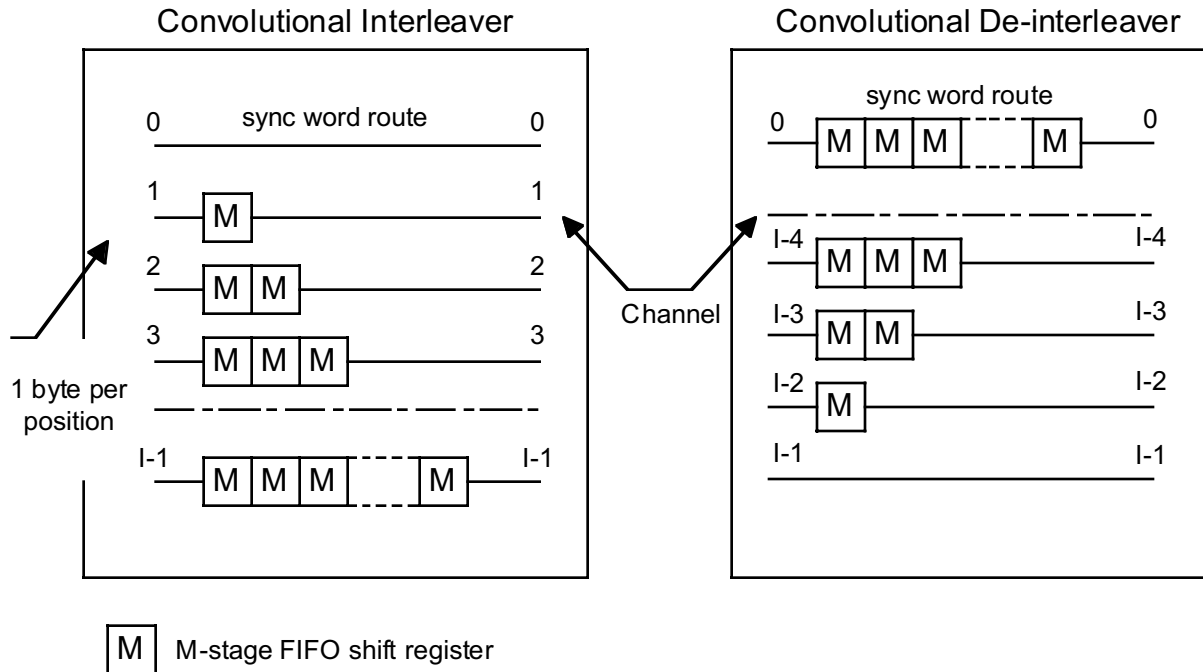 Convolutional Interleaver
0 sync word route 0
1 M 1
2 M M 2
3 M M M 3
I-1 M M M M I-1
1 byte per
position
Channel
Convolutional De-interleaver
sync word route
0 M M M M 0
I-4 M M M I-4
I-3 M M I-3
I-2 M I-2
I-1 I-1
M M-stage FIFO shift register